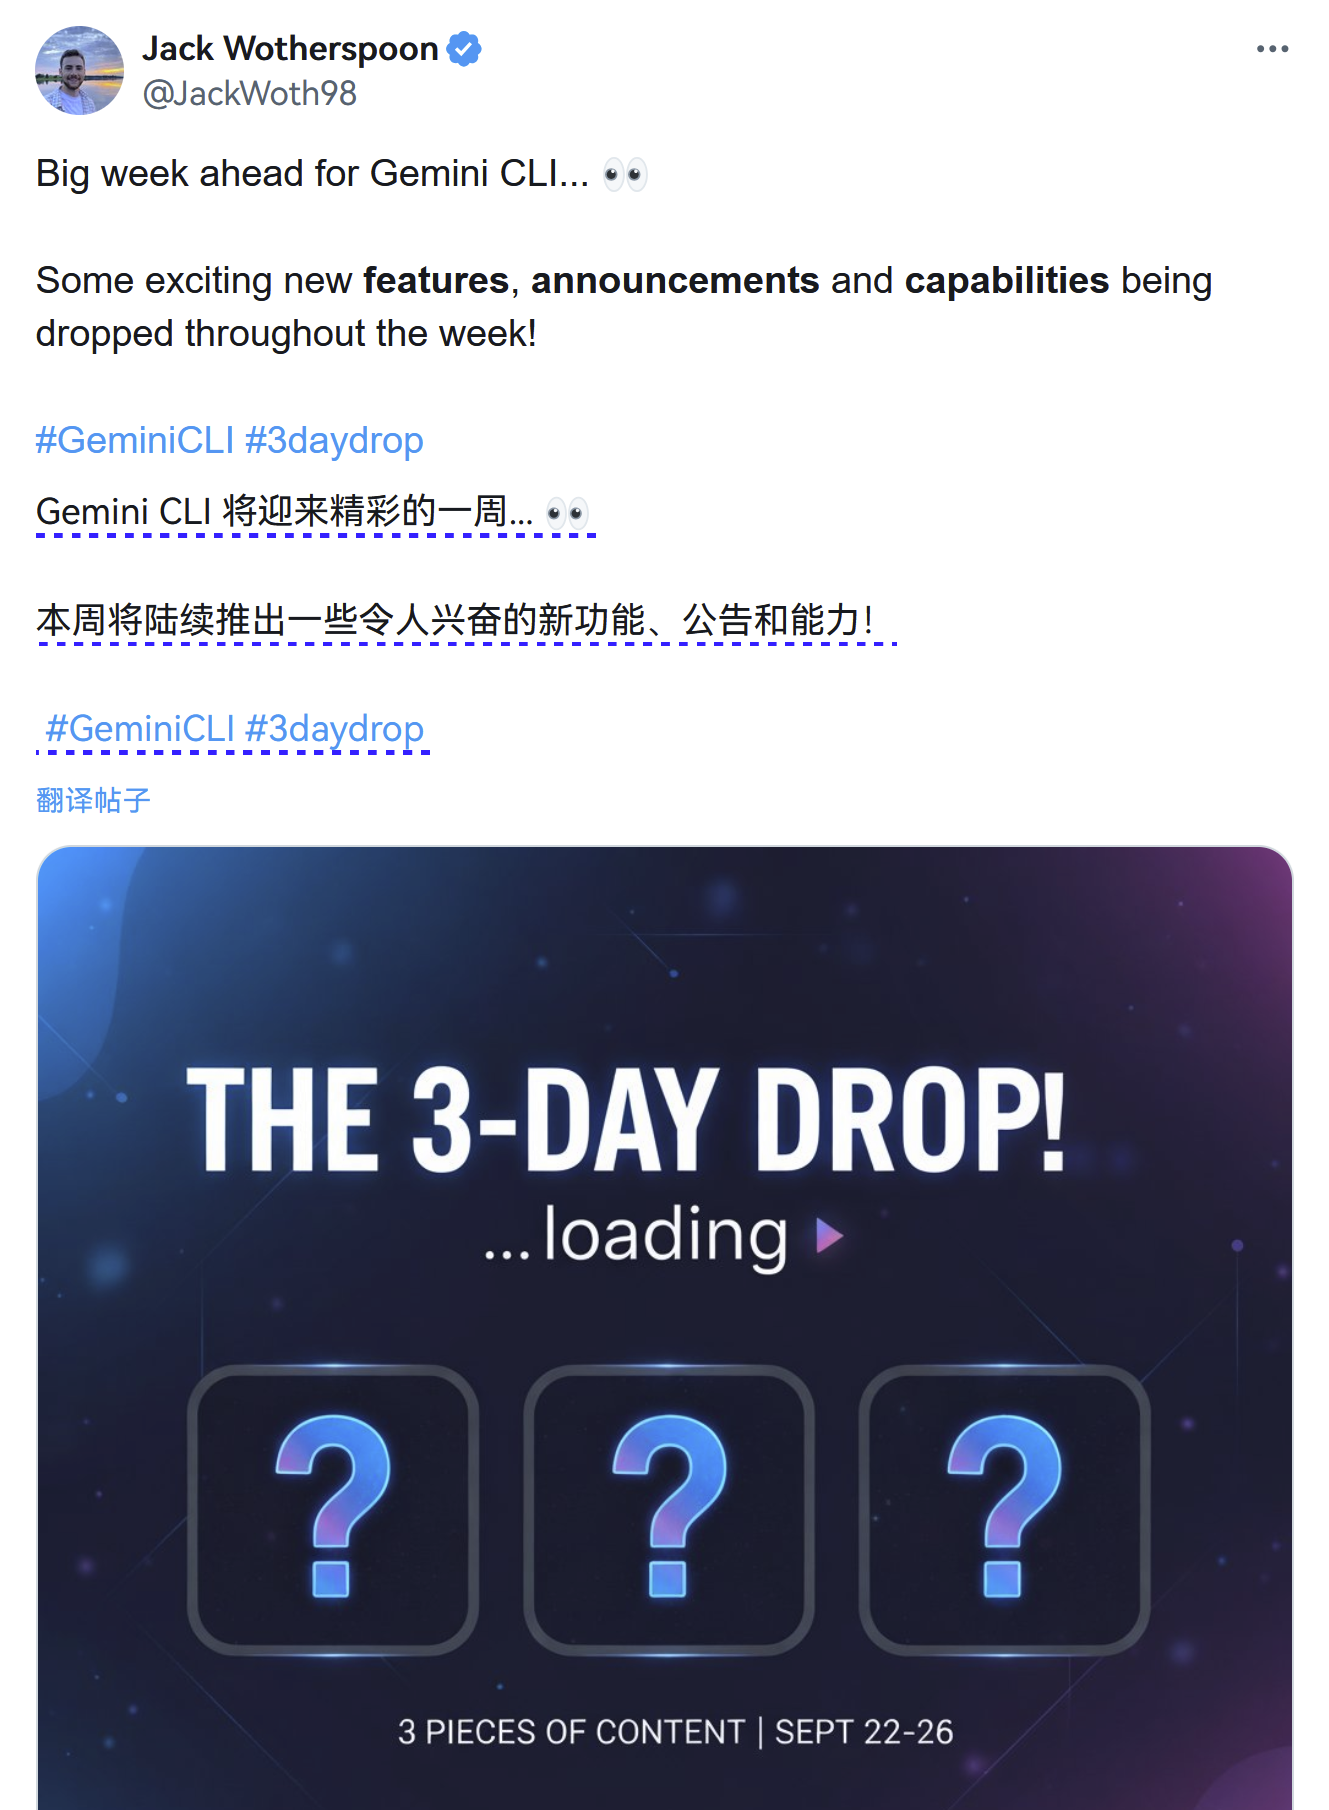 Jack Wotherspoon
@JackWoth98
Big week ahead for Gemini CLI... 👀
Some exciting new features, announcements and capabilities being
dropped throughout the week!
#GeminiCLI #3daydrop
Gemini CLI 将迎来精彩的一周... 👀
本周将陆续推出一些令人兴奋的新功能、公告和能力！
#GeminiCLI #3daydrop
翻译帖子
THE 3-DAY DROP!
...loading
? ? ?
3 PIECES OF CONTENT | SEPT 22-26